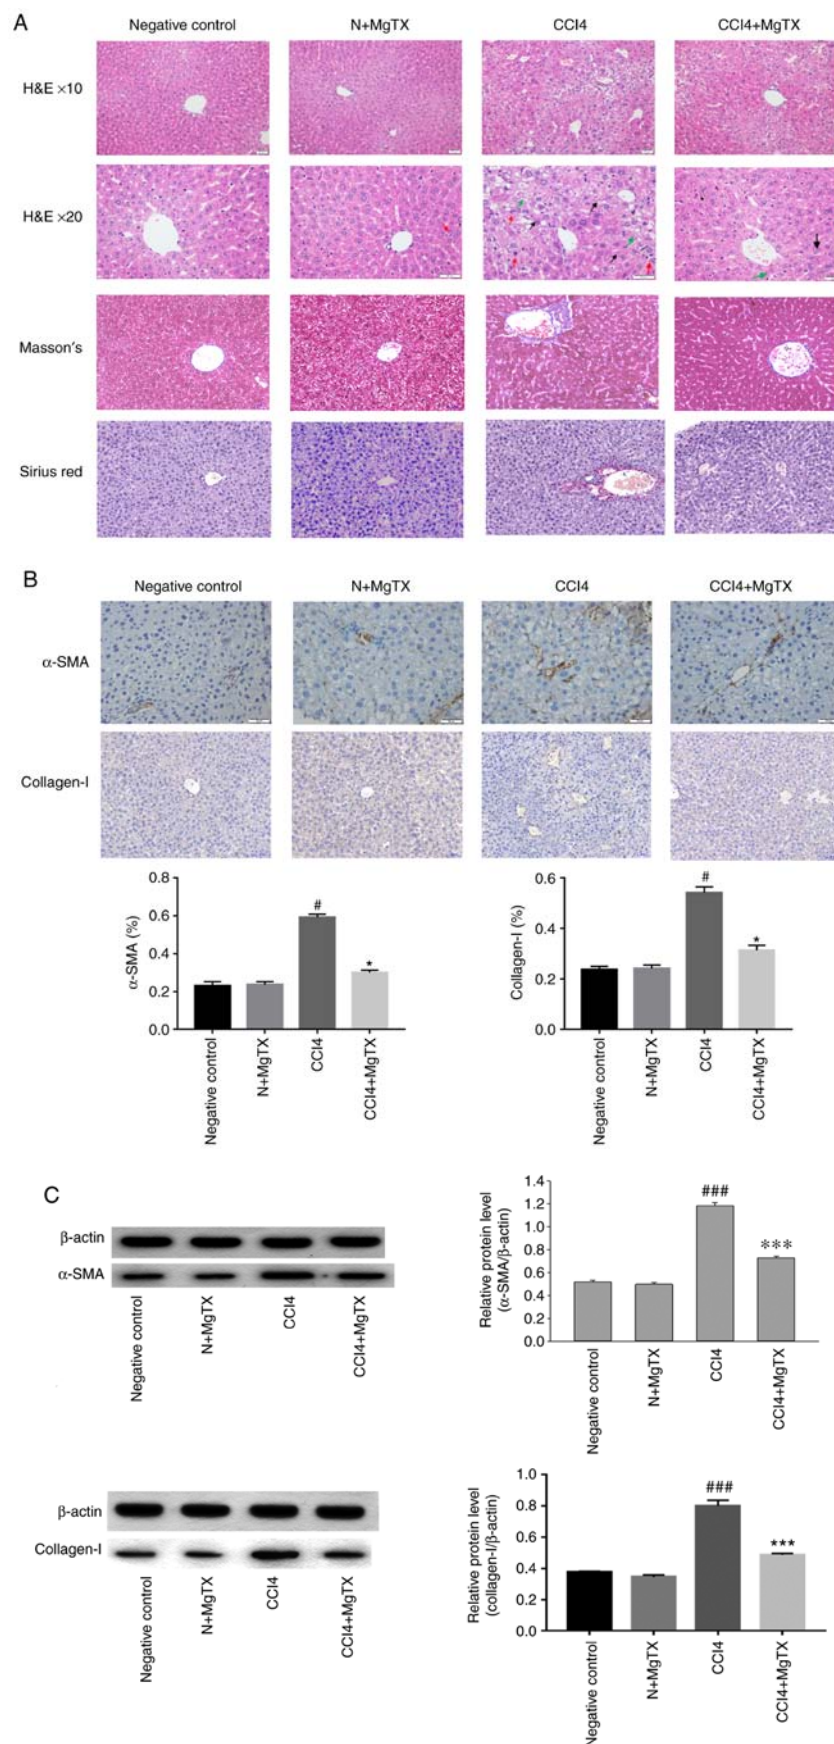 A
Negative control
N+MgTX
CCl4
CCl4+MgTX
H&E ×10
H&E ×20
Masson's
Sirius red
B
Negative control
N+MgTX
CCl4
CCl4+MgTX
α-SMA
Collagen-I
α-SMA (%)
0.8
0.6
0.4
0.2
0.0
#
*
Negative control
N+MgTX
CCl4
CCl4+MgTX
Collagen-I (%)
0.6
0.4
0.2
0.0
#
*
Negative control
N+MgTX
CCl4
CCl4+MgTX
C
β-actin
α-SMA
Negative control
N+MgTX
CCl4
CCl4+MgTX
Relative protein level
(α-SMA/β-actin)
1.4
1.2
1.0
0.8
0.6
0.4
0.2
0.0
###
***
Negative control
N+MgTX
CCl4
CCl4+MgTX
β-actin
Collagen-I
Negative control
N+MgTX
CCl4
CCl4+MgTX
Relative protein level
(collagen-I/β-actin)
1.0
0.8
0.6
0.4
0.2
0.0
###
***
Negative control
N+MgTX
CCl4
CCl4+MgTX